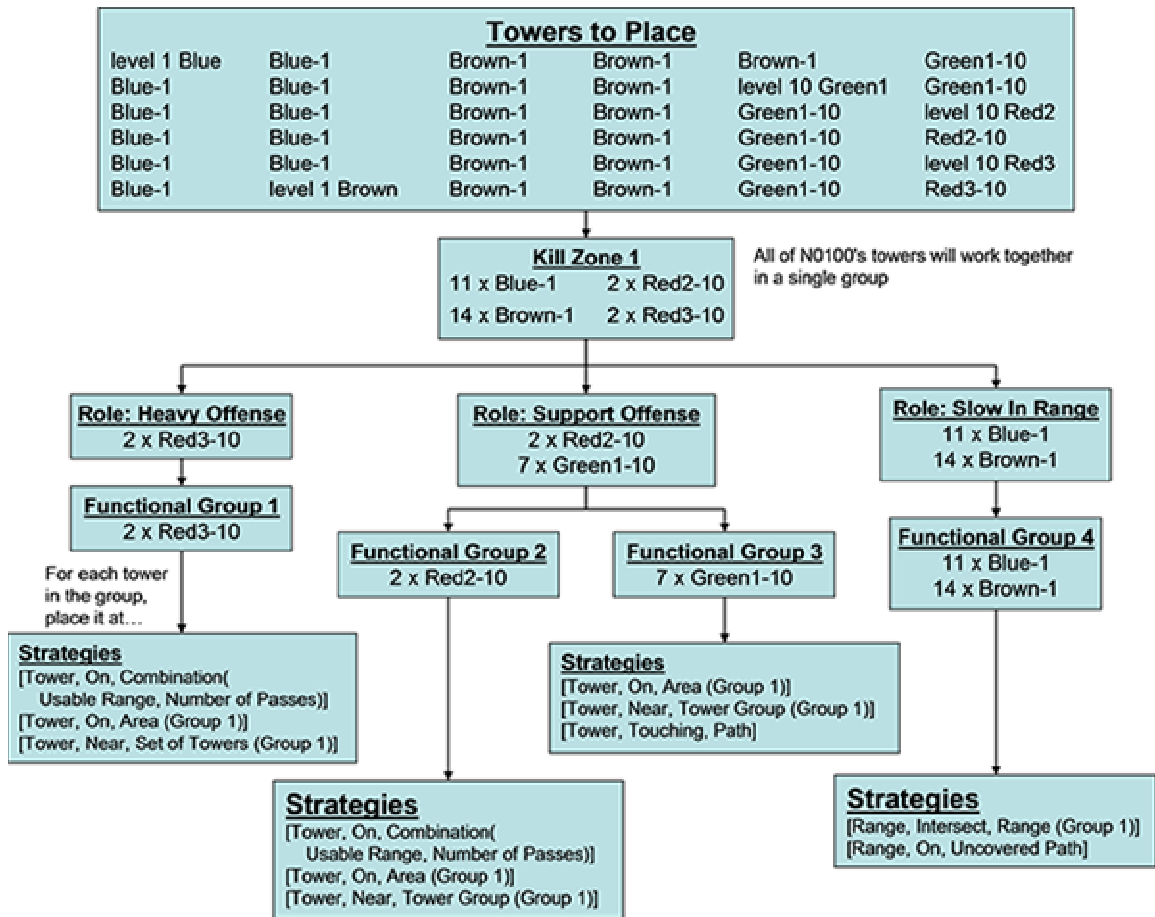 Towers to Place
level 1 Blue Blue-1 Brown-1 Brown-1 Brown-1 Green1-10
Blue-1 Blue-1 Brown-1 Brown-1 level 10 Green1 Green1-10
Blue-1 Blue-1 Brown-1 Brown-1 Green1-10 level 10 Red2
Blue-1 Blue-1 Brown-1 Brown-1 Green1-10 Red2-10
Blue-1 Blue-1 Brown-1 Brown-1 Green1-10 level 10 Red3
Blue-1 level 1 Brown Brown-1 Brown-1 Green1-10 Red3-10
Kill Zone 1
11 x Blue-1 2 x Red2-10
14 x Brown-1 2 x Red3-10
All of N0100's towers will work together
in a single group
Role: Heavy Offense
2 x Red3-10
Role: Support Offense
2 x Red2-10
7 x Green1-10
Role: Slow In Range
11 x Blue-1
14 x Brown-1
Functional Group 1
2 x Red3-10
Functional Group 2
2 x Red2-10
Functional Group 3
7 x Green1-10
Functional Group 4
11 x Blue-1
14 x Brown-1
For each tower
in the group,
place it at...
Strategies
[Tower, On, Combination(
Usable Range, Number of Passes)]
[Tower, On, Area (Group 1)]
[Tower, Near, Set of Towers (Group 1)]
Strategies
[Tower, On, Area (Group 1)]
[Tower, Near, Tower Group (Group 1)]
[Tower, Touching, Path]
Strategies
[Tower, On, Combination(
Usable Range, Number of Passes)]
[Tower, On, Area (Group 1)]
[Tower, Near, Tower Group (Group 1)]
Strategies
[Range, Intersect, Range (Group 1)]
[Range, On, Uncovered Path]